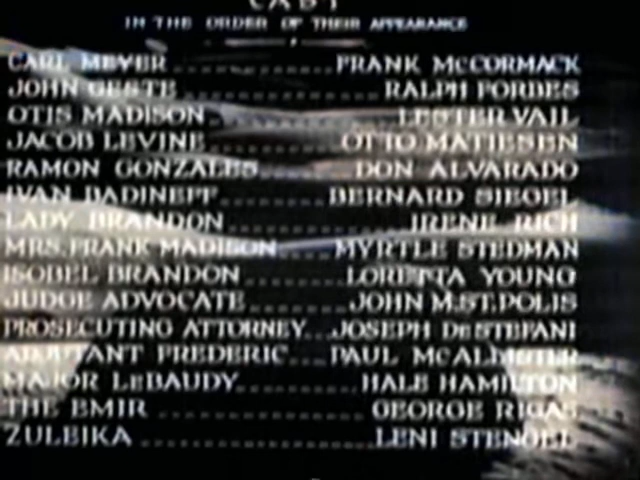 CAST
IN THE ORDER OF THEIR APPEARANCE
CARL MEYER FRANK McCORMACK
JOHN GESTE RALPH FORBES
OTIS MADISON LESTER VAIL
JACOB LEVINE OTTO MATIESEN
RAMON GONZALES DON ALVARADO
IVAN RADINEFF BERNARD SIEGEL
LADY BRANDON IRENE RICH
MRS. FRANK MADISON MYRTLE STEDMAN
ISOBEL BRANDON LORETTA YOUNG
JUDGE ADVOCATE JOHN M. ST. POLIS
PROSECUTING ATTORNEY JOSEPH De STEFANI
ADJUTANT FREDERIC PAUL McALLISTER
MAJOR LeBAUDY HALE HAMILTON
THE EMIR GEORGE RIGAS
ZULEIKA LENI STENGEL